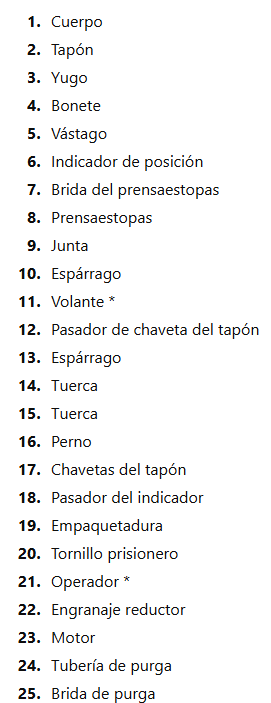 1. Cuerpo
2. Tapón
3. Yugo
4. Bonete
5. Vástago
6. Indicador de posición
7. Brida del prensaestopas
8. Prensaestopas
9. Junta
10. Espárrago
11. Volante *
12. Pasador de chaveta del tapón
13. Espárrago
14. Tuerca
15. Tuerca
16. Perno
17. Chavetas del tapón
18. Pasador del indicador
19. Empaquetadura
20. Tornillo prisionero
21. Operador *
22. Engranaje reductor
23. Motor
24. Tubería de purga
25. Brida de purga